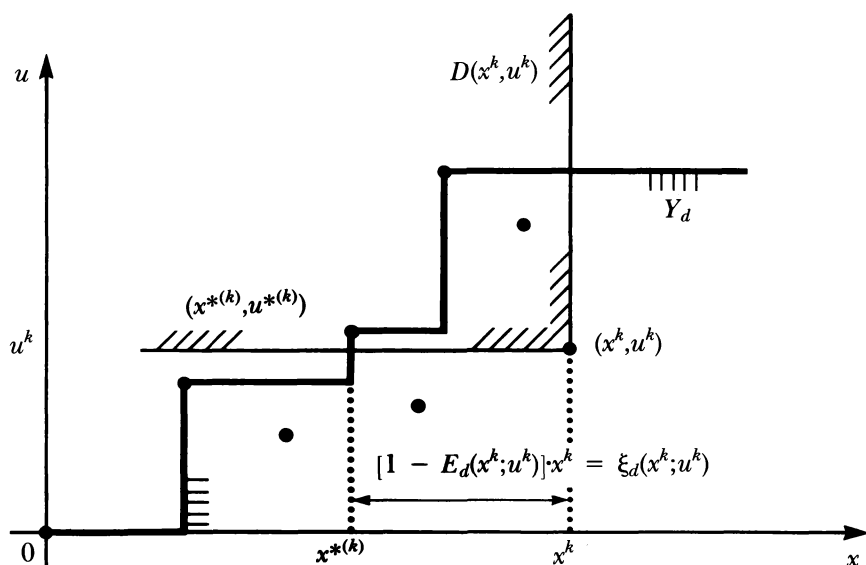 u
D(x^k,u^k)
Y_d
(x*^(k),u*^(k))
u^k
(x^k,u^k)
[1 − E_d(x^k;u^k)]·x^k = ξ_d(x^k;u^k)
0
x*^(k)
x^k
x